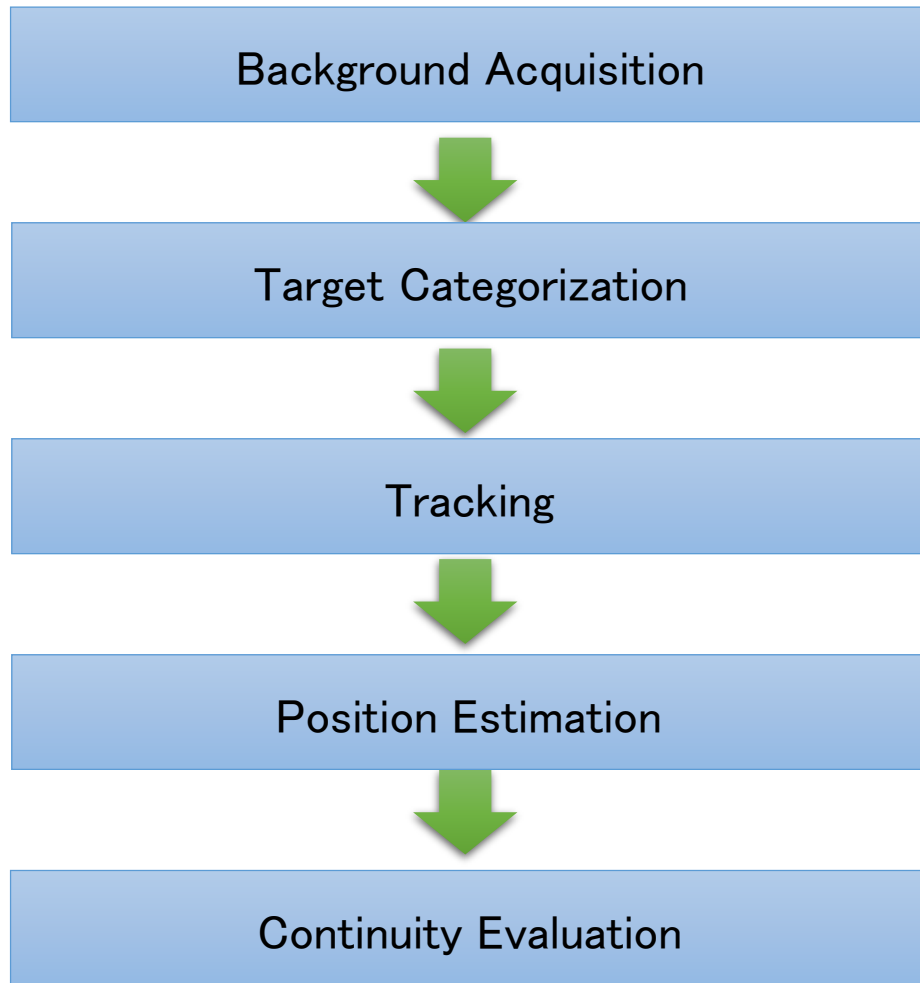 Background Acquisition
Target Categorization
Tracking
Position Estimation
Continuity Evaluation